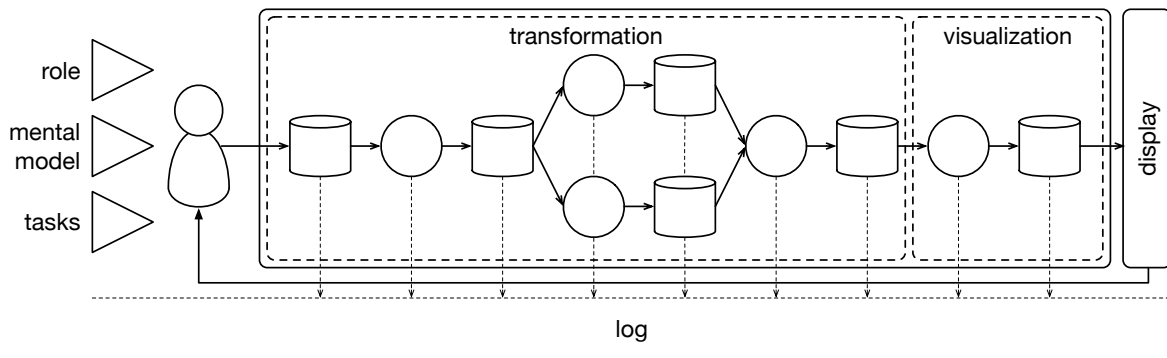 transformation
visualization
role
mental
model
tasks
display
log